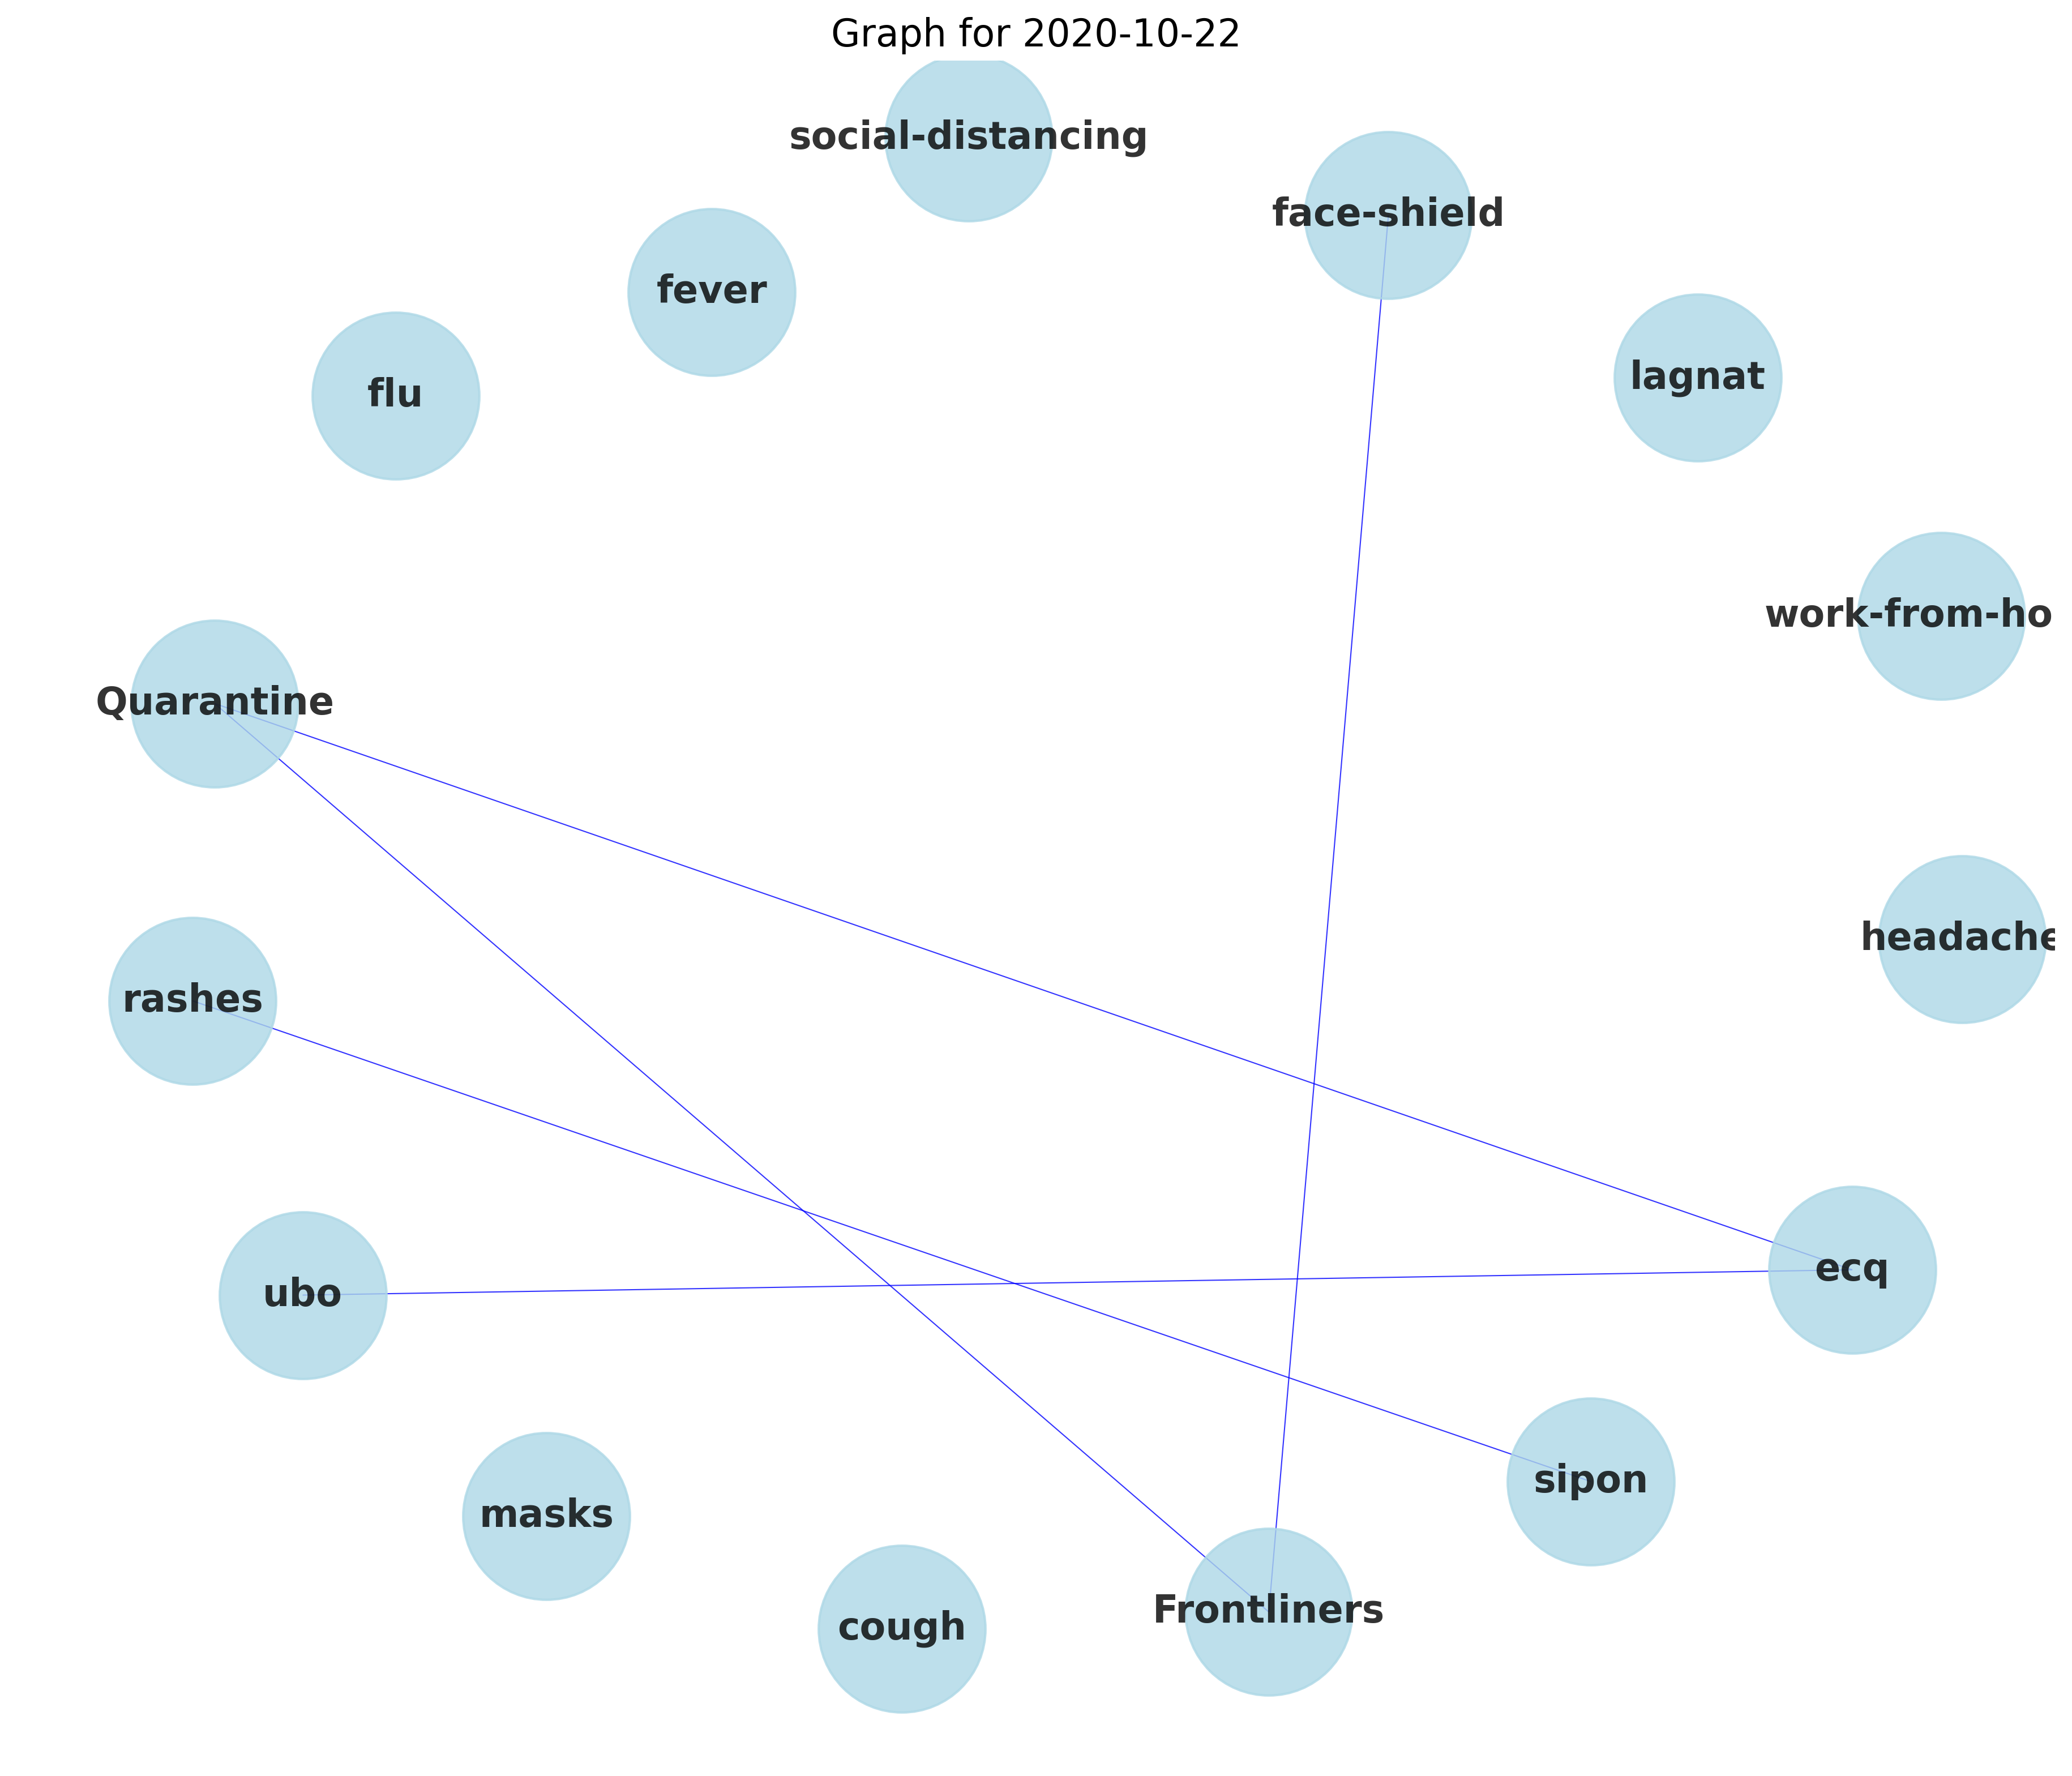 Graph for 2020-10-22
social-distancing
face-shield
fever
lagnat
flu
work-from-ho
Quarantine
headache
rashes
ecq
ubo
sipon
masks
Frontliners
cough